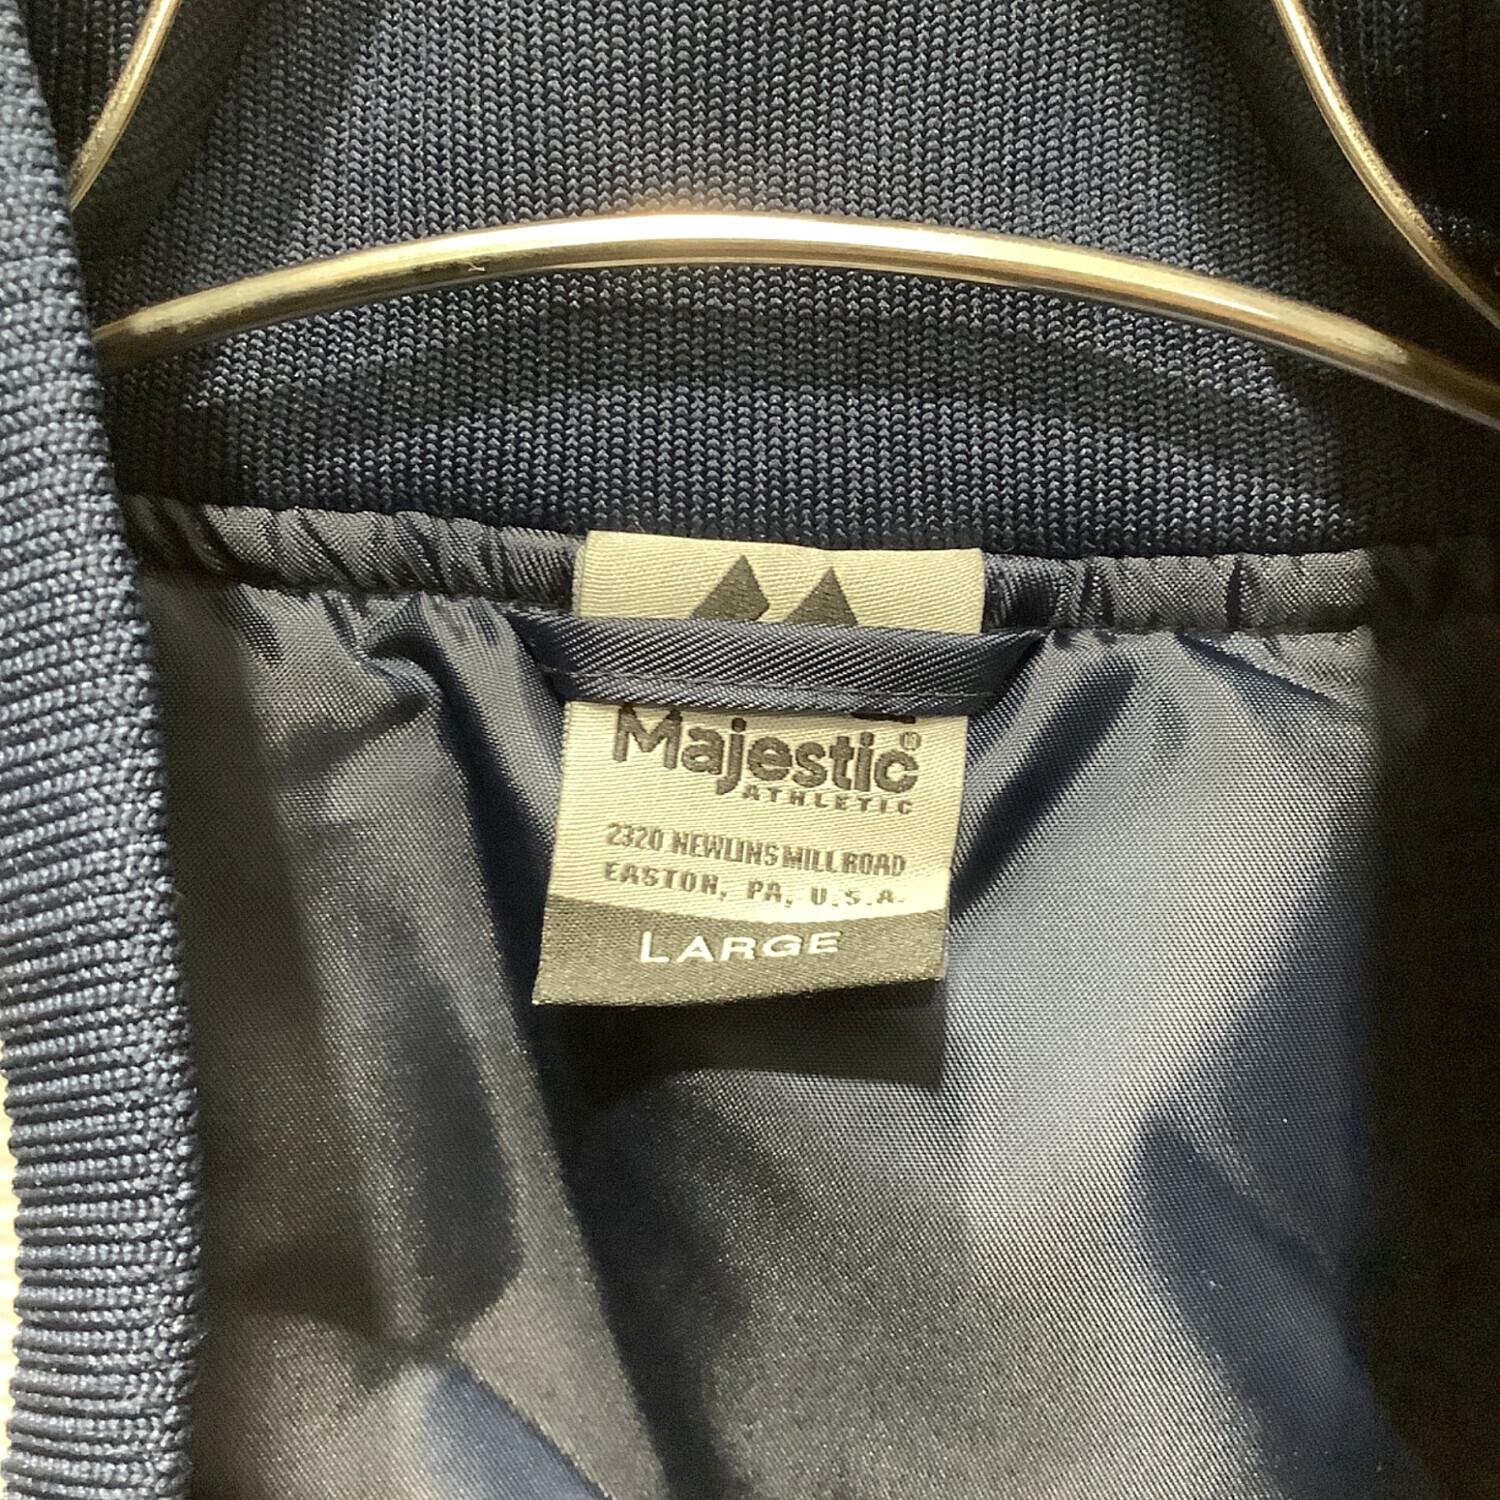 Majestic®
ATHLETIC
2320 NEWLINS MILL ROAD
EASTON, PA, U.S.A.
LARGE